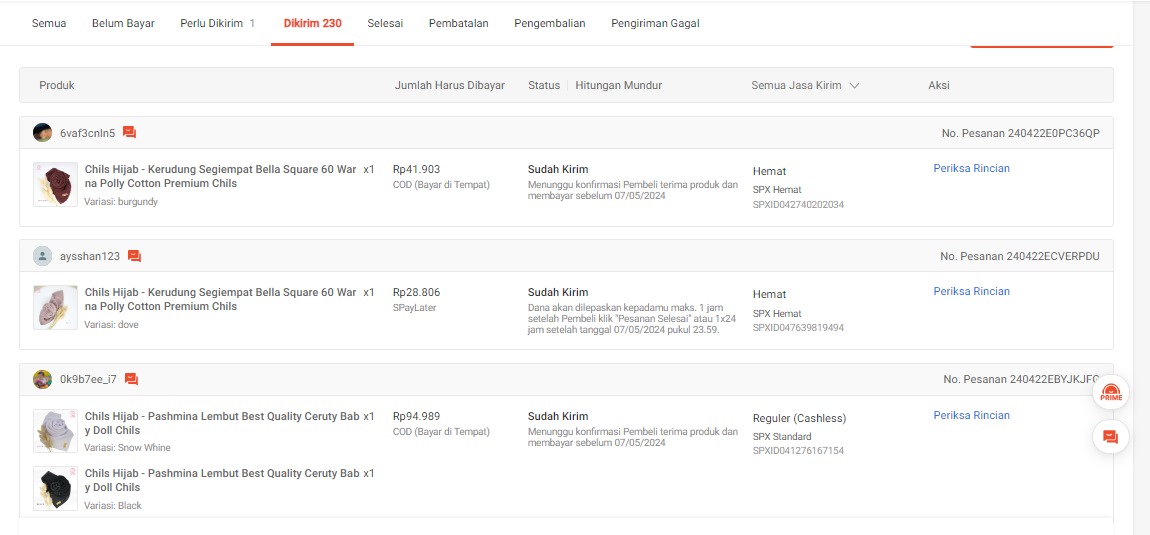 Semua Belum Bayar Perlu Dikirim 1 Dikirim 230 Selesai Pembatalan Pengembalian Pengiriman Gagal
Produk Jumlah Harus Dibayar Status Hitungan Mundur Semua Jasa Kirim Aksi
6vaf3cnln5 No. Pesanan 240422E0PC36QP
Chils Hijab - Kerudung Segiempat Bella Square 60 War x1 Rp41.903 Sudah Kirim Hemat Periksa Rincian
na Polly Cotton Premium Chils COD (Bayar di Tempat) Menunggu konfirmasi Pembeli terima produk dan SPX Hemat
Variasi: burgundy membayar sebelum 07/05/2024 SPXID042740202034
aysshan123 No. Pesanan 240422ECVERPDU
Chils Hijab - Kerudung Segiempat Bella Square 60 War x1 Rp28.806 Sudah Kirim Hemat Periksa Rincian
na Polly Cotton Premium Chils SPayLater Dana akan dilepaskan kepadamu maks. 1 jam SPX Hemat
Variasi: dove setelah Pembeli klik "Pesanan Selesai" atau 1x24 SPXID047639819494
jam setelah tanggal 07/05/2024 pukul 23.59.
0k9b7ee_i7 No. Pesanan 240422EBYJKJF
Chils Hijab - Pashmina Lembut Best Quality Ceruty Bab x1 Rp94.989 Sudah Kirim Reguler (Cashless) Periksa Rincian
y Doll Chils COD (Bayar di Tempat) Menunggu konfirmasi Pembeli terima produk dan SPX Standard
Variasi: Snow Whine membayar sebelum 07/05/2024 SPXID041276167154
PRIME
Chils Hijab - Pashmina Lembut Best Quality Ceruty Bab x1
y Doll Chils
Variasi: Black